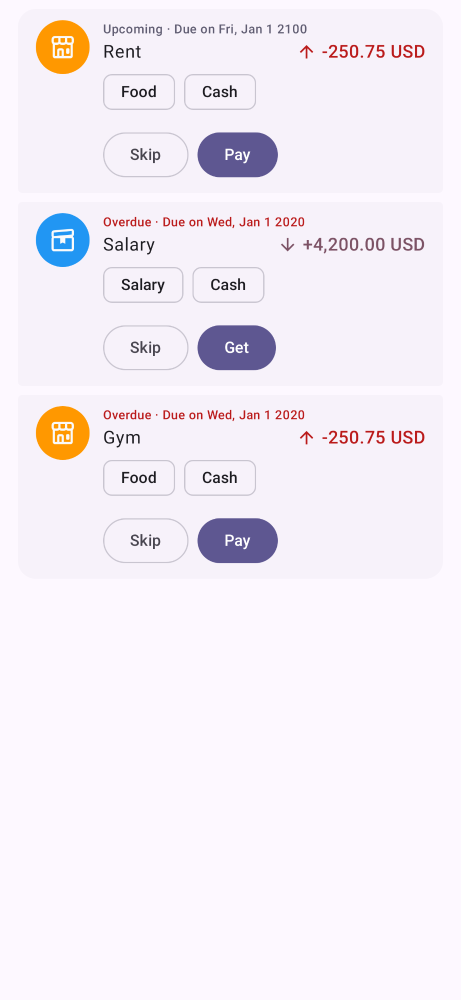 Upcoming · Due on Fri, Jan 1 2100
Rent
-250.75 USD
Food
Cash
Skip
Pay
Overdue · Due on Wed, Jan 1 2020
Salary
+4,200.00 USD
Salary
Cash
Skip
Get
Overdue · Due on Wed, Jan 1 2020
Gym
-250.75 USD
Food
Cash
Skip
Pay